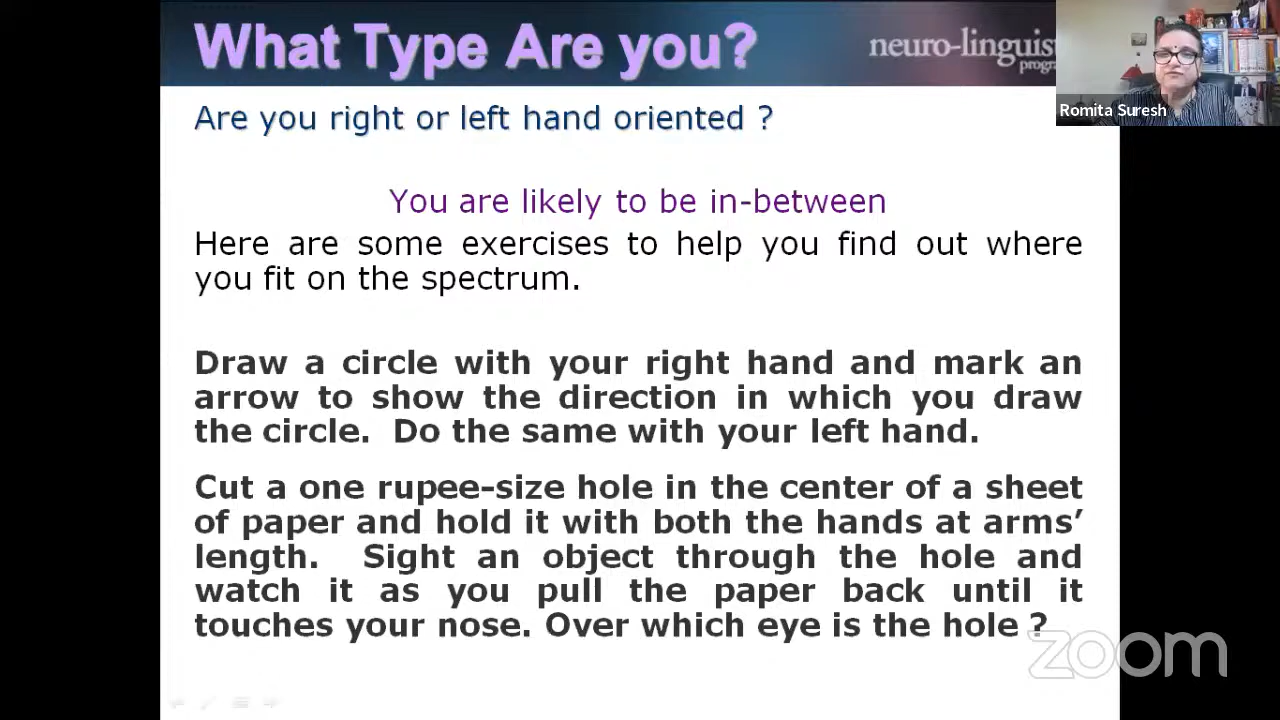 What Type Are you?
neuro-linguis
progra
Romita Suresh
Are you right or left hand oriented ?
You are likely to be in-between
Here are some exercises to help you find out where
you fit on the spectrum.
Draw a circle with your right hand and mark an
arrow to show the direction in which you draw
the circle. Do the same with your left hand.
Cut a one rupee-size hole in the center of a sheet
of paper and hold it with both the hands at arms’
length. Sight an object through the hole and
watch it as you pull the paper back until it
touches your nose. Over which eye is the hole ?
zoom